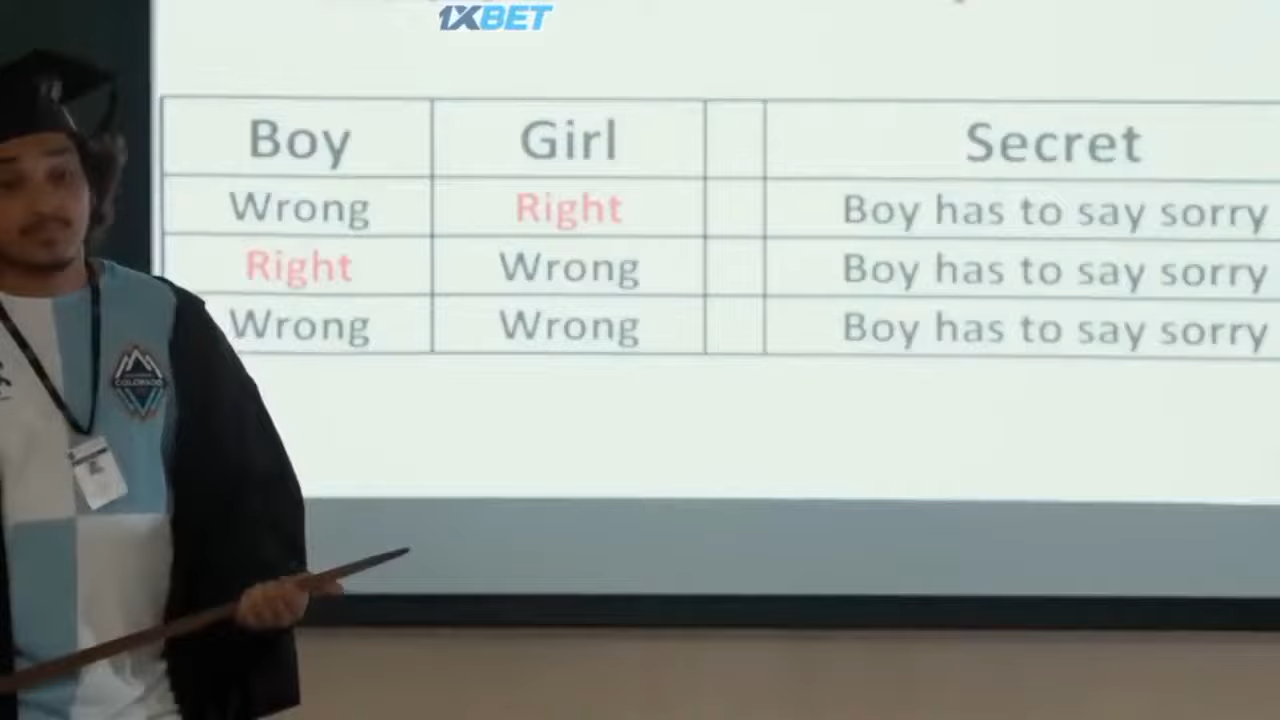 1XBET
Boy Girl Secret
Wrong Right Boy has to say sorry
Right Wrong Boy has to say sorry
Wrong Wrong Boy has to say sorry
COLORADO